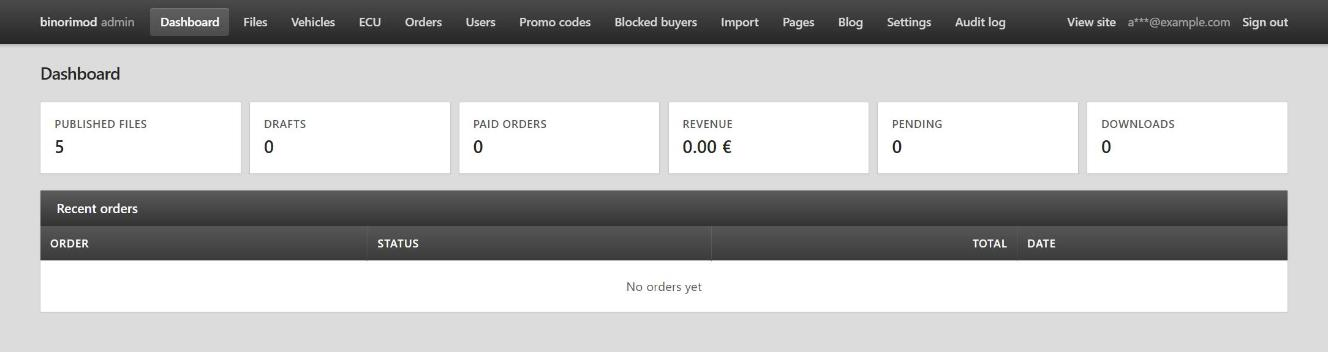 binorimod admin Dashboard Files Vehicles ECU Orders Users Promo codes Blocked buyers Import Pages Blog Settings Audit log View site a***@example.com Sign out
Dashboard
PUBLISHED FILES DRAFTS PAID ORDERS REVENUE PENDING DOWNLOADS
5 0 0 0.00 € 0 0
Recent orders
ORDER STATUS TOTAL DATE
No orders yet